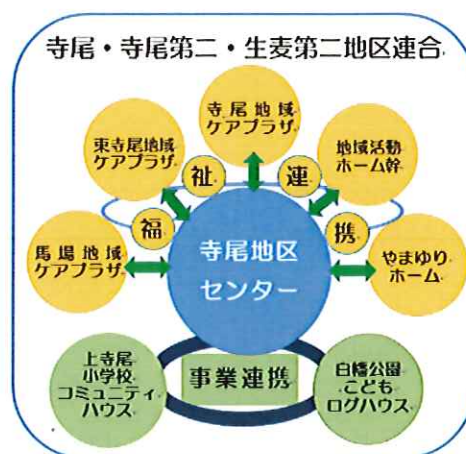 寺尾・寺尾第二・生麦第二地区連合
寺尾地域
ケアプラザ
東寺尾地域
ケアプラザ
地域活動
ホーム幹
福
祉
連
携
馬場地域
ケアプラザ
寺尾地区
センター
やまゆり
ホーム
上寺尾
小学校
コミュニティ
ハウス
事業連携
白幡公園
こども
ログハウス